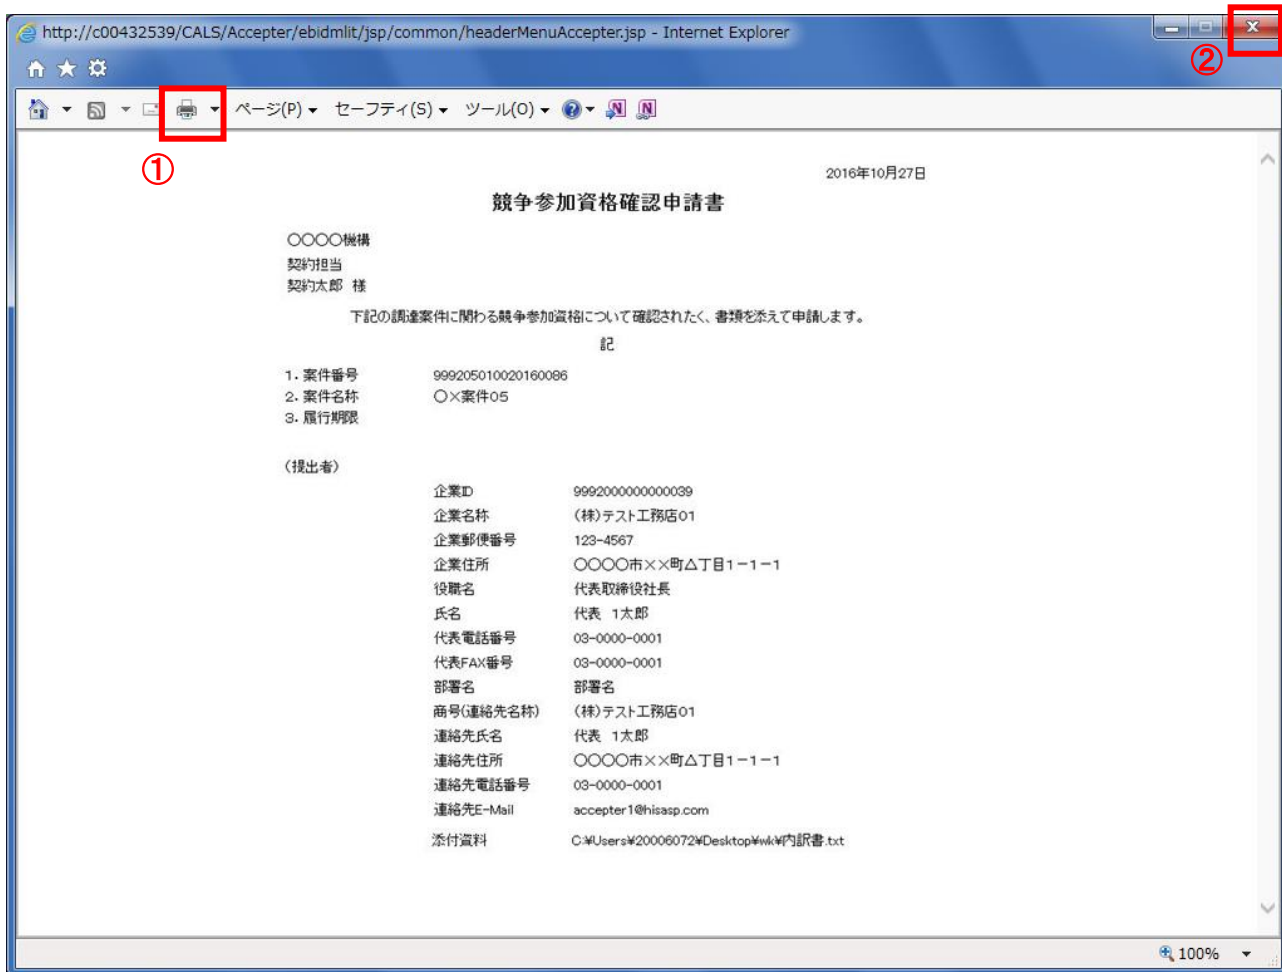 http://c00432539/CALS/Accepter/ebidmlit/jsp/common/headerMenuAccepter.jsp - Internet Explorer
②
ページ(P) セーフティ(S) ツール(O)
①
2016年10月27日
競争参加資格確認申請書
〇〇〇〇機構
契約担当
契約太郎 様
下記の調達案件に関わる競争参加資格について確認されたく、書類を添えて申請します。
記
1. 案件番号 999205010020160086
2. 案件名称 〇×案件05
3. 履行期限
(提出者)
企業ID 9992000000000039
企業名称 (株)テスト工務店01
企業郵便番号 123-4567
企業住所 〇〇〇〇市××町△丁目1-1-1
役職名 代表取締役社長
氏名 代表 1太郎
代表電話番号 03-0000-0001
代表FAX番号 03-0000-0001
部署名 部署名
商号(連絡先名称) (株)テスト工務店01
連絡先氏名 代表 1太郎
連絡先住所 〇〇〇〇市××町△丁目1-1-1
連絡先電話番号 03-0000-0001
連絡先E-Mail accepter1@hisasp.com
添付資料 C:¥Users¥20006072¥Desktop¥wk¥内訳書.txt
100%